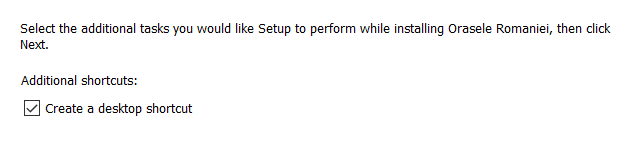 Select the additional tasks you would like Setup to perform while installing Orasele Romaniei, then click
Next.
Additional shortcuts:
Create a desktop shortcut